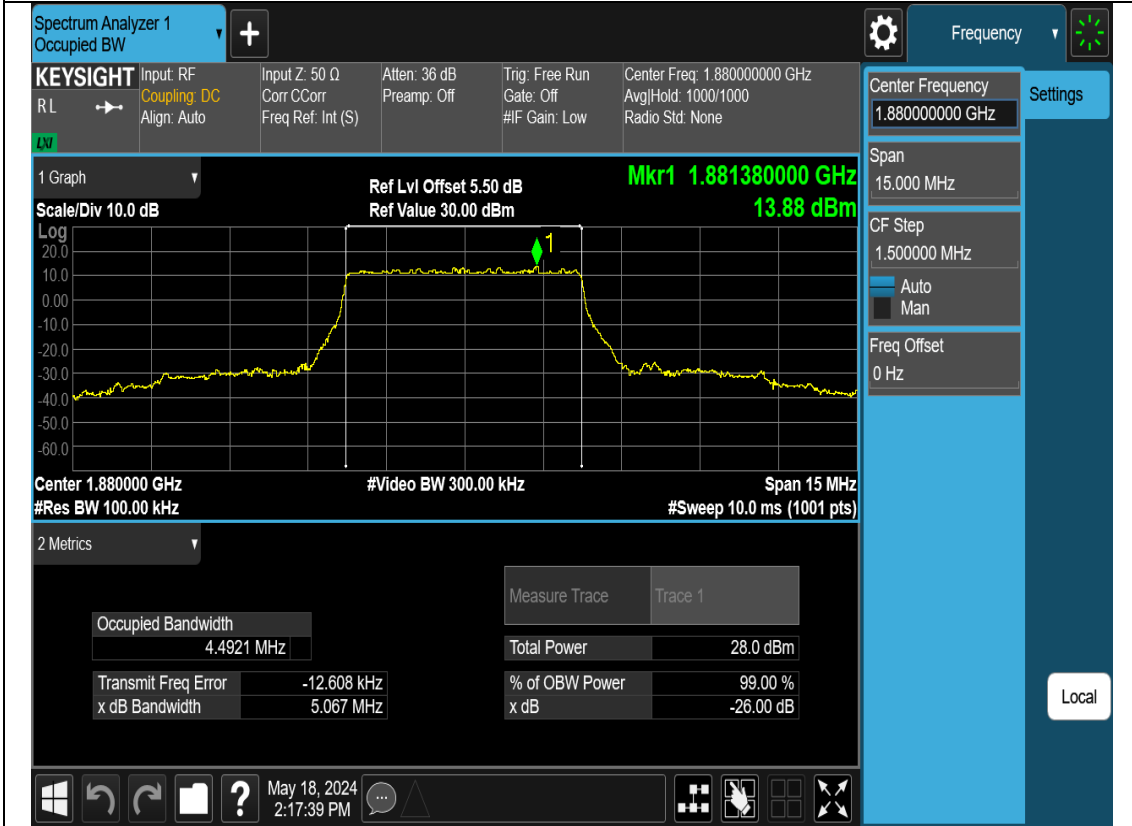 Spectrum Analyzer 1
Occupied BW
+
Frequency
KEYSIGHT
R L
LXI
Input: RF
Coupling: DC
Align: Auto
Input Z: 50 Ω
Corr CCorr
Freq Ref: Int (S)
Atten: 36 dB
Preamp: Off
Trig: Free Run
Gate: Off
#IF Gain: Low
Center Freq: 1.880000000 GHz
Avg|Hold: 1000/1000
Radio Std: None
Center Frequency
1.880000000 GHz
Settings
Span
15.000 MHz
CF Step
1.500000 MHz
Auto
Man
Freq Offset
0 Hz
Local
1 Graph
Scale/Div 10.0 dB
Ref Lvl Offset 5.50 dB
Ref Value 30.00 dBm
Mkr1 1.881380000 GHz
13.88 dBm
Log
20.0
10.0
0.00
-10.0
-20.0
-30.0
-40.0
-50.0
-60.0
1
Center 1.880000 GHz
#Video BW 300.00 kHz
Span 15 MHz
#Res BW 100.00 kHz
#Sweep 10.0 ms (1001 pts)
2 Metrics
Measure Trace
Trace 1
Occupied Bandwidth
4.4921 MHz
Total Power
28.0 dBm
Transmit Freq Error
-12.608 kHz
% of OBW Power
99.00 %
x dB Bandwidth
5.067 MHz
x dB
-26.00 dB
?
May 18, 2024
2:17:39 PM